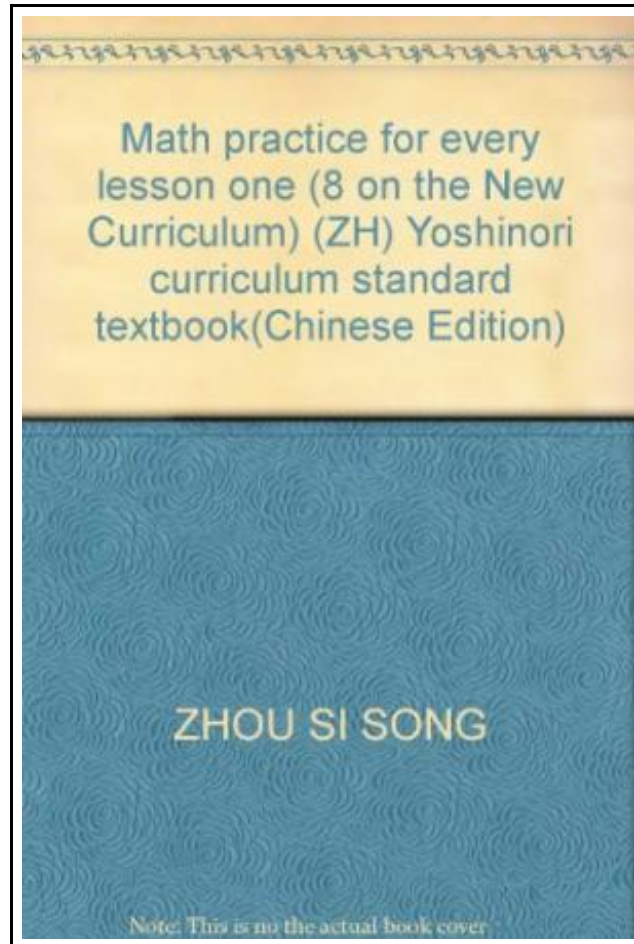 Math practice for every
lesson one (8 on the New
Curriculum) (ZH) Yoshinori
curriculum standard
textbook(Chinese Edition)
ZHOU SI SONG
Note: This is no the actual book cover